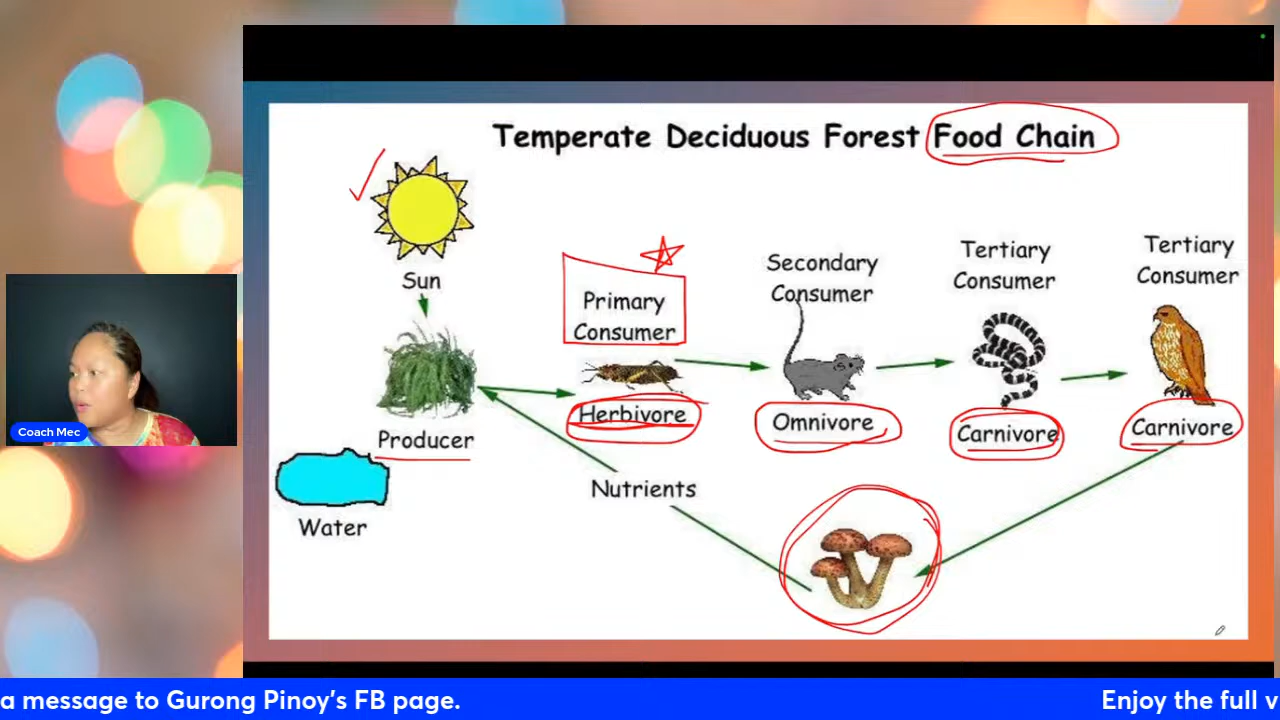 Temperate Deciduous Forest Food Chain
Sun
Primary
Consumer
Secondary
Consumer
Tertiary
Consumer
Tertiary
Consumer
Herbivore
Omnivore
Carnivore
Carnivore
Producer
Nutrients
Water
Coach Mec
a message to Gurong Pinoy's FB page.
Enjoy the full v